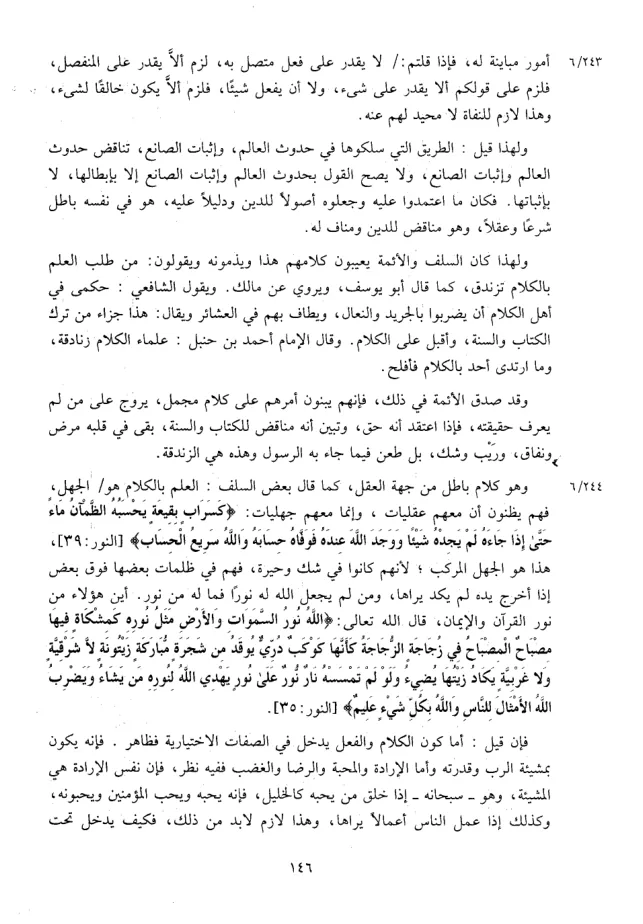 ٦/٢٤٣ أمور مباينة له، فإذا قلتم:/ لا يقدر على فعل متصل به، لزم ألاَّ يقدر على المنفصل،
فلزم على قولكم ألا يقدر على شىء، ولا أن يفعل شيئًا، فلزم ألاَّ يكون خالقًا لشىء،
وهذا لازم للنفاة لا محيد لهم عنه.
ولهذا قيل : الطريق التي سلكوها في حدوث العالم، وإثبات الصانع، تناقض حدوث
العالم وإثبات الصانع، ولا يصح القول بحدوث العالم وإثبات الصانع إلا بإبطالها، لا
بإثباتها. فكان ما اعتمدوا عليه وجعلوه أصولاً للدين ودليلاً عليه، هو في نفسه باطل
شرعًا وعقلاً، وهو مناقض للدين ومناف له.
ولهذا كان السلف والأئمة يعيبون كلامهم هذا ويذمونه ويقولون: من طلب العلم
بالكلام تزندق، كما قال أبو يوسف، ويروي عن مالك. ويقول الشافعي : حكمى في
أهل الكلام أن يضربوا بالجريد والنعال، ويطاف بهم في العشائر ويقال: هذا جزاء من ترك
الكتاب والسنة، وأقبل على الكلام. وقال الإمام أحمد بن حنبل : علماء الكلام زنادقة،
وما ارتدى أحد بالكلام فأفلح.
وقد صدق الأئمة في ذلك، فإنهم يبنون أمرهم على كلام مجمل، يروج على من لم
يعرف حقيقته، فإذا اعتقد أنه حق، وتبين أنه مناقض للكتاب والسنة، بقى في قلبه مرض
ونفاق، ورَيْب وشك، بل طعن فيما جاء به الرسول وهذه هي الزندقة.
٦/٢٤٤ وهو كلام باطل من جهة العقل، كما قال بعض السلف : العلم بالكلام هو/ الجهل،
فهم يظنون أن معهم عقليات ، وإنما معهم جهليات: ﴿كَسَرَابٍ بِقِيعَةٍ يَحْسَبُهُ الظَّمْآنُ مَاءً
حَتَّىٰ إِذَا جَاءَهُ لَمْ يَجِدْهُ شَيْئًا وَوَجَدَ اللَّهَ عِندَهُ فَوَفَّاهُ حِسَابَهُ وَاللَّهُ سَرِيعُ الْحِسَابِ﴾ [النور:٣٩]،
هذا هو الجهل المركب ؛ لأنهم كانوا في شك وحيرة، فهم في ظلمات بعضها فوق بعض
إذا أخرج يده لم يكد يراها، ومن لم يجعل الله له نورًا فما له من نور. أين هؤلاء من
نور القرآن والإيمان، قال الله تعالى: ﴿اللَّهُ نُورُ السَّمَوَاتِ وَالأَرْضِ مَثَلُ نُورِهِ كَمِشْكَاةٍ فِيهَا
مِصْبَاحٌ الْمِصْبَاحُ فِي زُجَاجَةٍ الزُّجَاجَةُ كَأَنَّهَا كَوْكَبٌ دُرِّيٌّ يُوقَدُ مِن شَجَرَةٍ مُّبَارَكَةٍ زَيْتُونَةٍ لاَّ شَرْقِيَّةٍ
وَلا غَرْبِيَّةٍ يَكَادُ زَيْتُهَا يُضِيءُ وَلَوْ لَمْ تَمْسَسْهُ نَارٌ نُّورٌ عَلَىٰ نُورٍ يَهْدِي اللَّهُ لِنُورِهِ مَن يَشَاءُ وَيَضْرِبُ
اللَّهُ الأَمْثَالَ لِلنَّاسِ وَاللَّهُ بِكُلِّ شَيْءٍ عَلِيمٌ﴾ [النور:٣٥].
فإن قيل : أما كون الكلام والفعل يدخل في الصفات الاختيارية فظاهر . فإنه يكون
بمشيئة الرب وقدرته وأما الإرادة والمحبة والرضا والغضب ففيه نظر، فإن نفس الإرادة هي
المشيئة، وهو ـ سبحانه ـ إذا خلق من يحبه كالخليل، فإنه يحبه ويحب المؤمنين ويحبونه،
وكذلك إذا عمل الناس أعمالاً يراها، وهذا لازم لابد من ذلك، فكيف يدخل تحت
١٤٦